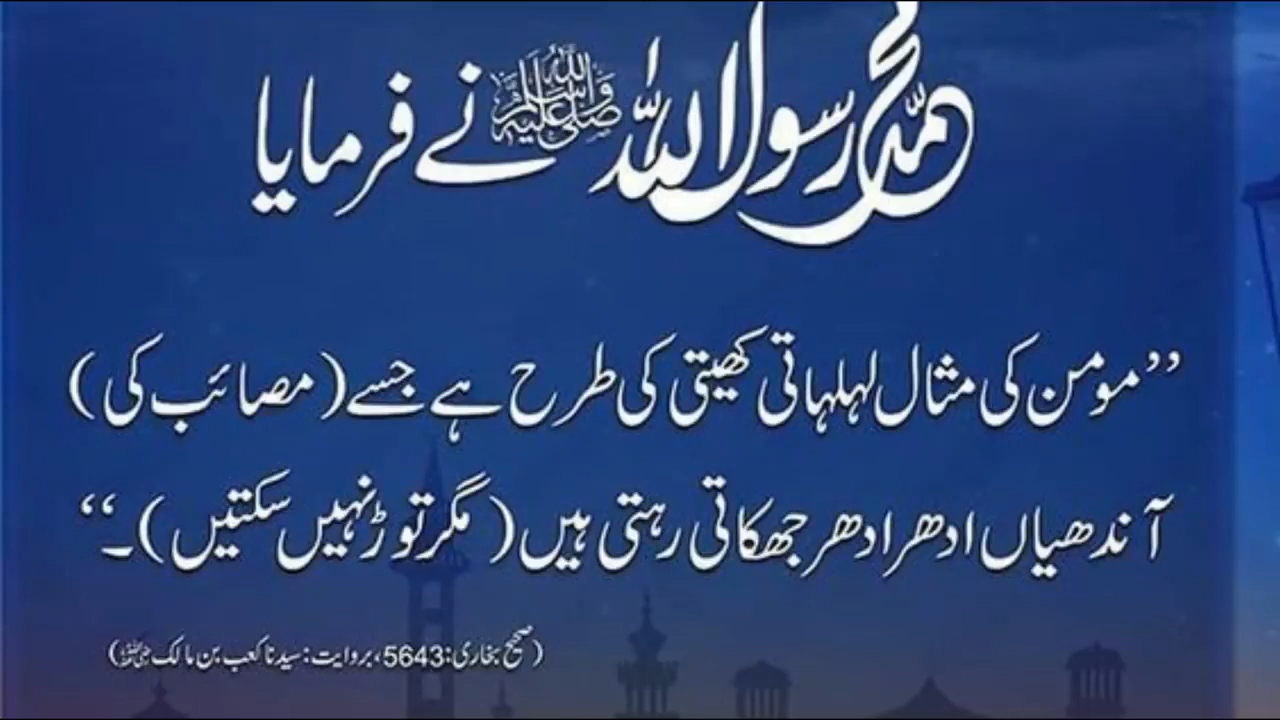 محمد رسول اللہ صلی اللہ علیہ وسلم نے فرمایا
’’مومن کی مثال لہلہاتی کھیتی کی طرح ہے جسے (مصائب کی)
آندھیاں ادھر ادھر جھکاتی رہتی ہیں (مگر توڑ نہیں سکتیں)۔‘‘
(صحیح بخاری: 5643، بروایت: سیدنا کعب بن مالک رضی اللہ عنہ)